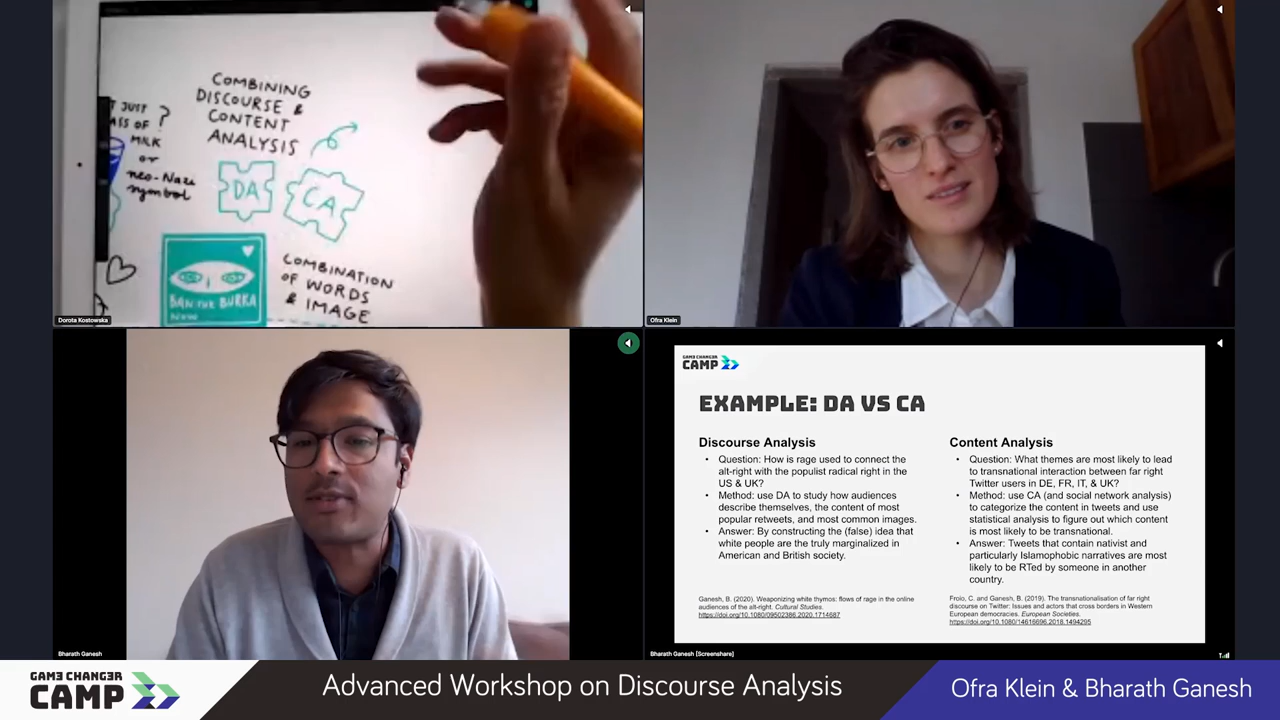 COMBINING
DISCOURSE &
CONTENT
ANALYSIS
T JUST
ASS OF ?
MILK
or
neo-Nazi
symbol
DA
CA
BAN THE BURKA
COMBINATION
OF WORDS
& IMAGE
Dorota Kostowska
Ofra Klein
Bharath Ganesh
GAME CHANGER
CAMP
EXAMPLE: DA VS CA
Discourse Analysis
• Question: How is rage used to connect the
alt-right with the populist radical right in the
US & UK?
• Method: use DA to study how audiences
describe themselves, the content of most
popular retweets, and most common images.
• Answer: By constructing the (false) idea that
white people are the truly marginalized in
American and British society.
Ganesh, B. (2020). Weaponizing white thymos: flows of rage in the online
audiences of the alt-right. Cultural Studies.
https://doi.org/10.1080/09502386.2020.1714687
Content Analysis
• Question: What themes are most likely to lead
to transnational interaction between far right
Twitter users in DE, FR, IT, & UK?
• Method: use CA (and social network analysis)
to categorize the content in tweets and use
statistical analysis to figure out which content
is most likely to be transnational.
• Answer: Tweets that contain nativist and
particularly Islamophobic narratives are most
likely to be RTed by someone in another
country.
Froio, C. and Ganesh, B. (2019). The transnationalisation of far right
discourse on Twitter: Issues and actors that cross borders in Western
European democracies. European Societies.
https://doi.org/10.1080/14616696.2018.1494295
Bharath Ganesh [Screenshare]
GAME CHANGER
CAMP
Advanced Workshop on Discourse Analysis
Ofra Klein & Bharath Ganesh